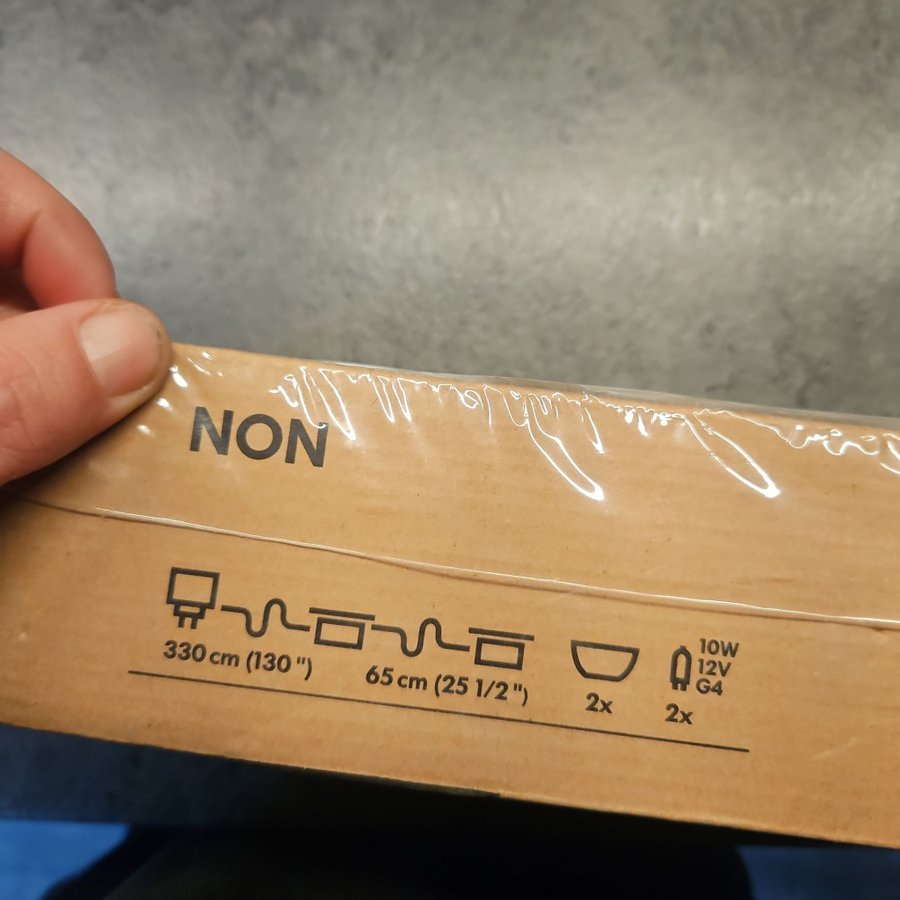 NON
330 cm (130 ")
65 cm (25 1/2 ")
2x
2x
10W
12V
G4